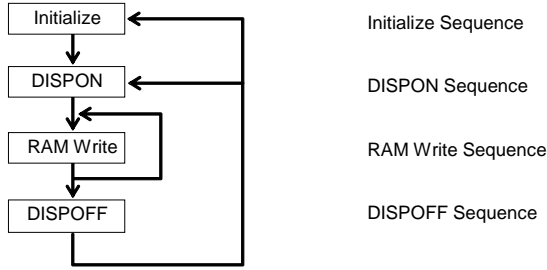 Initialize
Initialize Sequence
DISPON
DISPON Sequence
RAM Write
RAM Write Sequence
DISPOFF
DISPOFF Sequence